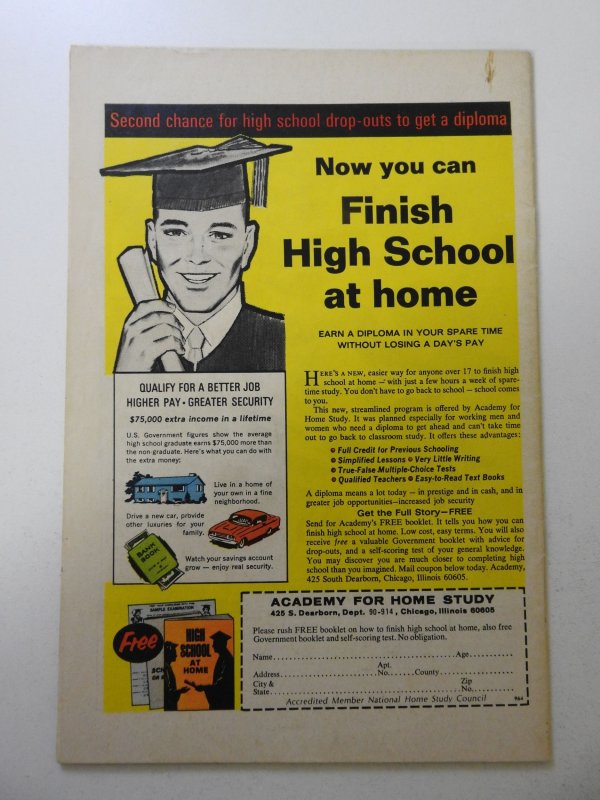 Second chance for high school drop-outs to get a diploma
Now you can
Finish
High School
at home
EARN A DIPLOMA IN YOUR SPARE TIME
WITHOUT LOSING A DAY'S PAY
HERE'S A NEW, easier way for anyone over 17 to finish high
school at home — with just a few hours a week of spare-
time study. You don't have to go back to school — school comes
to you.
This new, streamlined program is offered by Academy for
Home Study. It was planned especially for working men and
women who need a diploma to get ahead and can't take time
out to go back to classroom study. It offers these advantages:
Full Credit for Previous Schooling
Simplified Lessons Very Little Writing
True-False Multiple-Choice Tests
Qualified Teachers Easy-to-Read Text Books
A diploma means a lot today — in prestige and in cash, and in
greater job opportunities—increased job security
Get the Full Story—FREE
Send for Academy's FREE booklet. It tells you how you can
finish high school at home. Low cost, easy terms. You will also
receive free a valuable Government booklet with advice for
drop-outs, and a self-scoring test of your general knowledge.
You may discover you are much closer to completing high
school than you imagined. Mail coupon below today. Academy,
425 South Dearborn, Chicago, Illinois 60605.
QUALIFY FOR A BETTER JOB
HIGHER PAY • GREATER SECURITY
$75,000 extra income in a lifetime
U.S. Government figures show the average
high school graduate earns $75,000 more than
the non-graduate. Here's what you can do with
the extra money:
Live in a home of
your own in a fine
neighborhood.
Drive a new car, provide
other luxuries for your
family.
BANK
BOOK
Watch your savings account
grow — enjoy real security.
Free
SAMPLE EXAMINATION
HIGH
SCHOOL
AT
HOME
ACADEMY FOR HOME STUDY
425 S. Dearborn, Dept. 90-914, Chicago, Illinois 60605
Please rush FREE booklet on how to finish high school at home, also free
Government booklet and self-scoring test. No obligation.
Name Age
Address Apt. No. County
City & State Zip No.
Accredited Member National Home Study Council